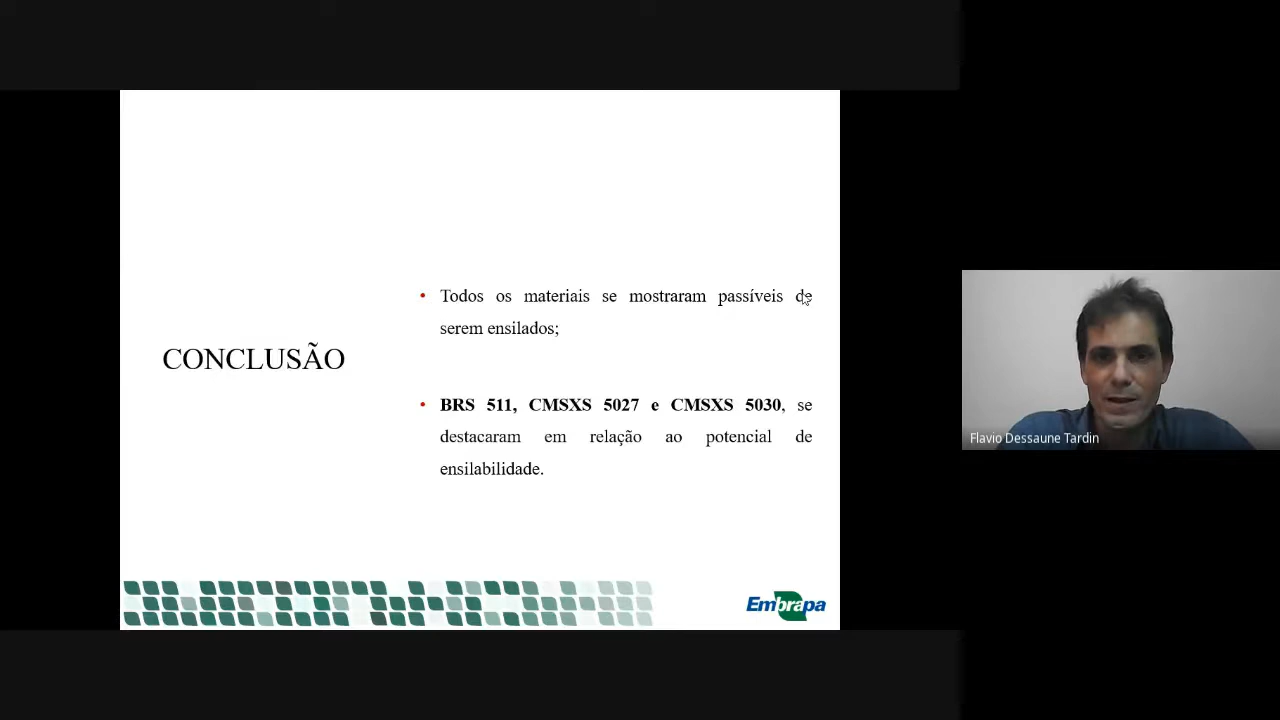 CONCLUSÃO
• Todos os materiais se mostraram passíveis de
serem ensilados;
• BRS 511, CMSXS 5027 e CMSXS 5030, se
destacaram em relação ao potencial de
ensilabilidade.
Embrapa
Flavio Dessaune Tardin